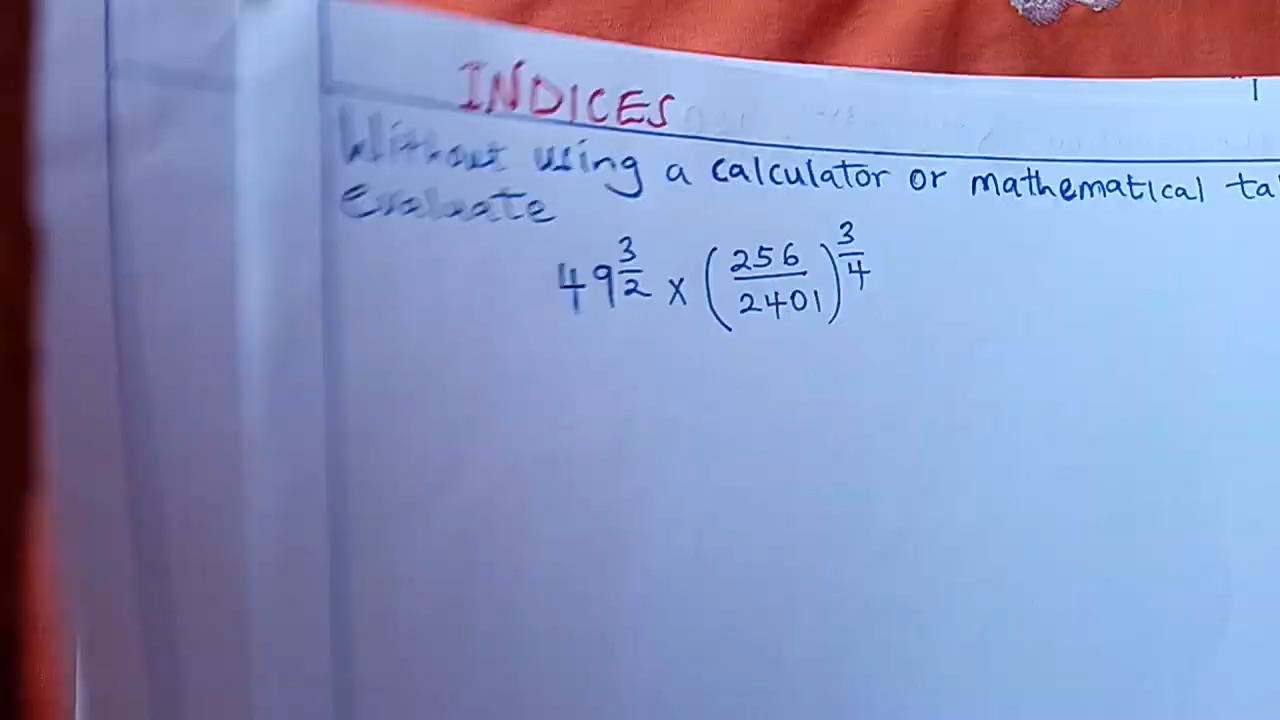 INDICES
Without using a calculator or mathematical ta
evaluate
49^(3/2) × (256/2401)^(3/4)